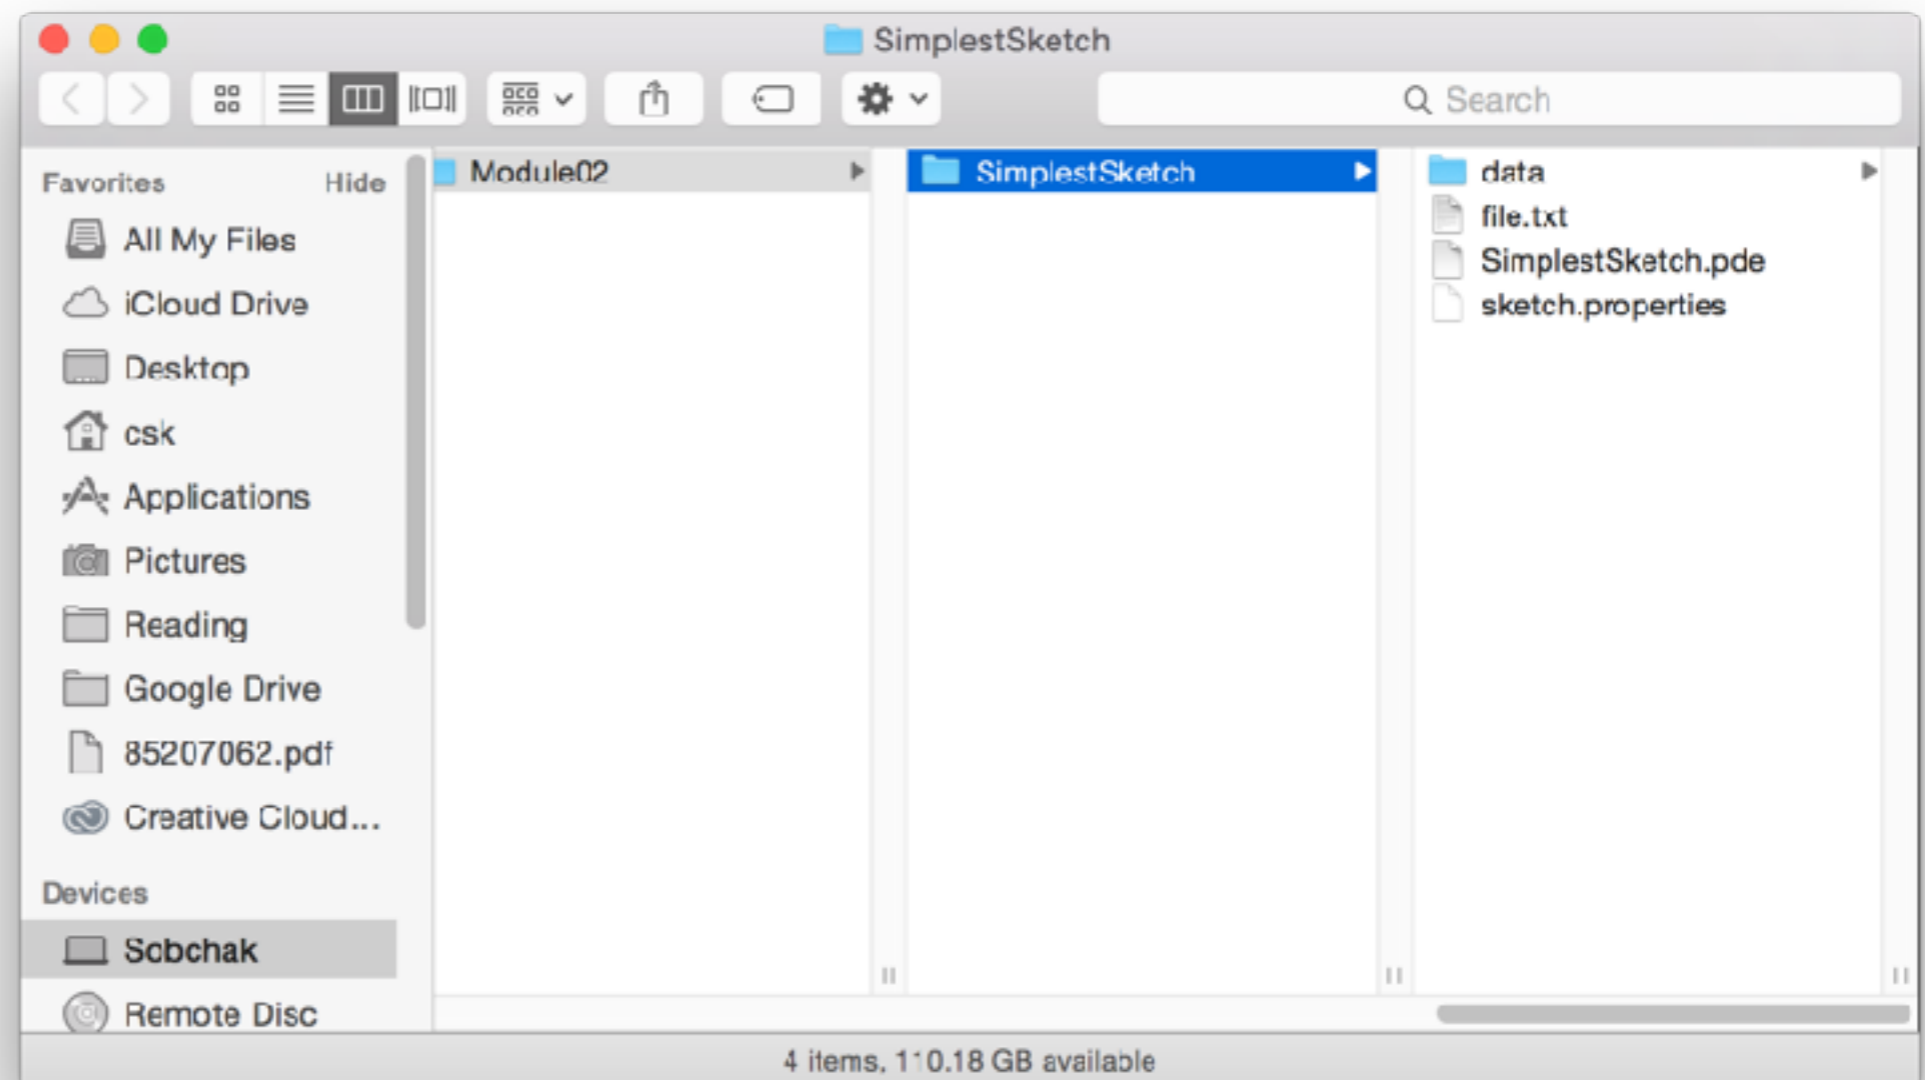 SimplestSketch
Search
Favorites Hide
All My Files
iCloud Drive
Desktop
csk
Applications
Pictures
Reading
Google Drive
85207062.pdf
Creative Cloud...
Devices
Sobchak
Remote Disc
Module02
SimplestSketch
data
file.txt
SimplestSketch.pde
sketch.properties
4 items, 110.18 GB available